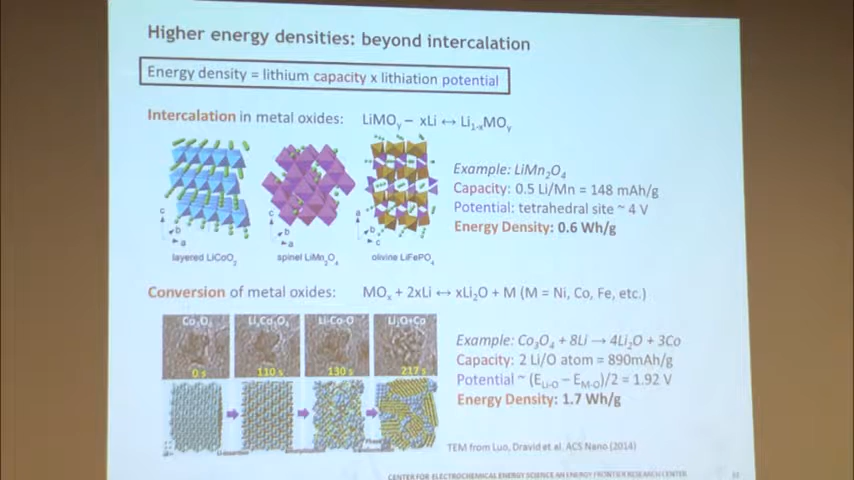 Higher energy densities: beyond intercalation
Energy density = lithium capacity x lithiation potential
Intercalation in metal oxides: LiMOy – xLi ↔ Li1-xMOy
Example: LiMn2O4
Capacity: 0.5 Li/Mn = 148 mAh/g
Potential: tetrahedral site ~ 4 V
Energy Density: 0.6 Wh/g
c
b
a
c
b
a
a
b
c
layered LiCoO2 spinel LiMn2O4 olivine LiFePO4
Conversion of metal oxides: MOx + 2xLi ↔ xLi2O + M (M = Ni, Co, Fe, etc.)
Co3O4 LixCo3O4 Li-Co-O Li2O+Co
0 s 110 s 130 s 217 s
Example: Co3O4 + 8Li → 4Li2O + 3Co
Capacity: 2 Li/O atom = 890mAh/g
Potential ~ (ELi-O – EM-O)/2 = 1.92 V
Energy Density: 1.7 Wh/g
TEM from Luo, Dravid et al. ACS Nano (2014)
CENTER FOR ELECTROCHEMICAL ENERGY SCIENCE AN ENERGY FRONTIER RESEARCH CENTER